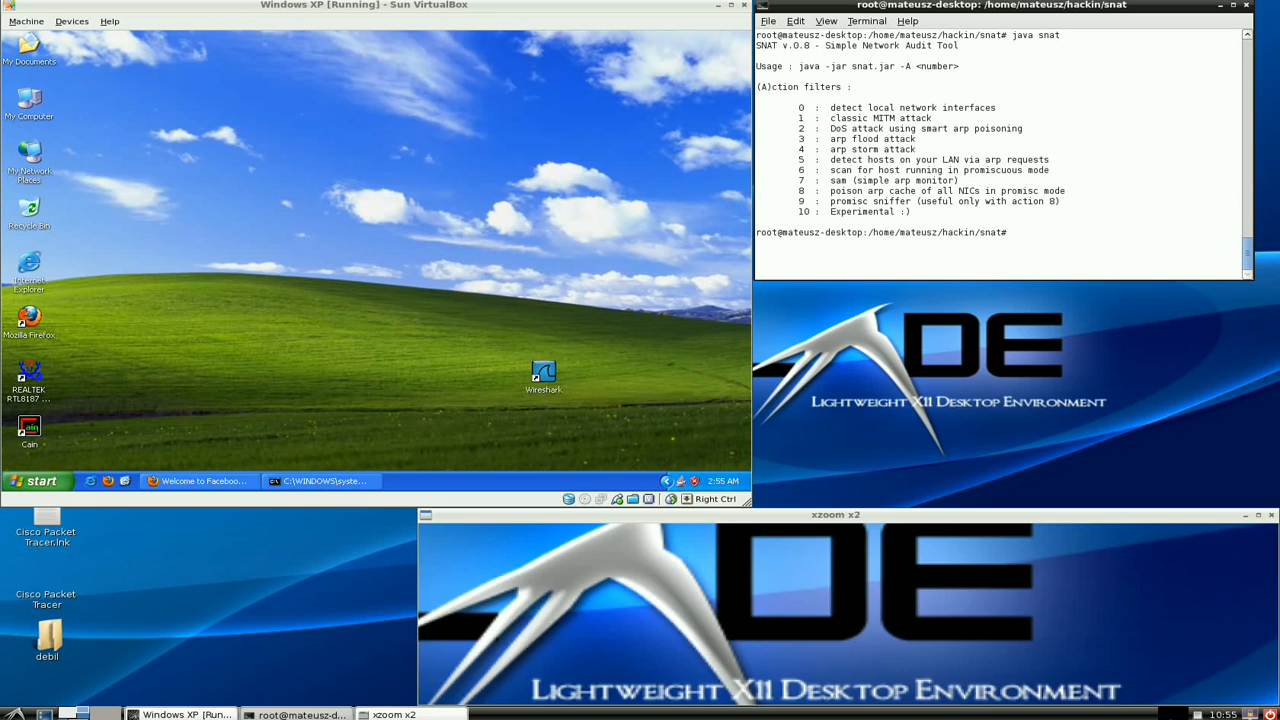 Windows XP [Running] - Sun VirtualBox
Machine Devices Help
My Documents
My Computer
My Network
Places
Recycle Bin
Internet
Explorer
Mozilla Firefox
REALTEK
RTL8187 ...
Cain
Wireshark
start
Welcome to Faceboo...
C:\WINDOWS\syste...
2:55 AM
Right Ctrl
root@mateusz-desktop: /home/mateusz/hackin/snat
File Edit View Terminal Help
root@mateusz-desktop:/home/mateusz/hackin/snat# java snat
SNAT v.0.8 - Simple Network Audit Tool
Usage : java -jar snat.jar -A <number>
(A)ction filters :
0 : detect local network interfaces
1 : classic MITM attack
2 : DoS attack using smart arp poisoning
3 : arp flood attack
4 : arp storm attack
5 : detect hosts on your LAN via arp requests
6 : scan for host running in promiscuous mode
7 : sam (simple arp monitor)
8 : poison arp cache of all NICs in promisc mode
9 : promisc sniffer (useful only with action 8)
10 : Experimental :)
root@mateusz-desktop:/home/mateusz/hackin/snat#
DE
Lightweight X11 Desktop Environment
Cisco Packet
Tracer.lnk
Cisco Packet
Tracer
debil
xzoom x2
DE
Lightweight X11 Desktop Environment
Windows XP [Run...
root@mateusz-d...
xzoom x2
10:55